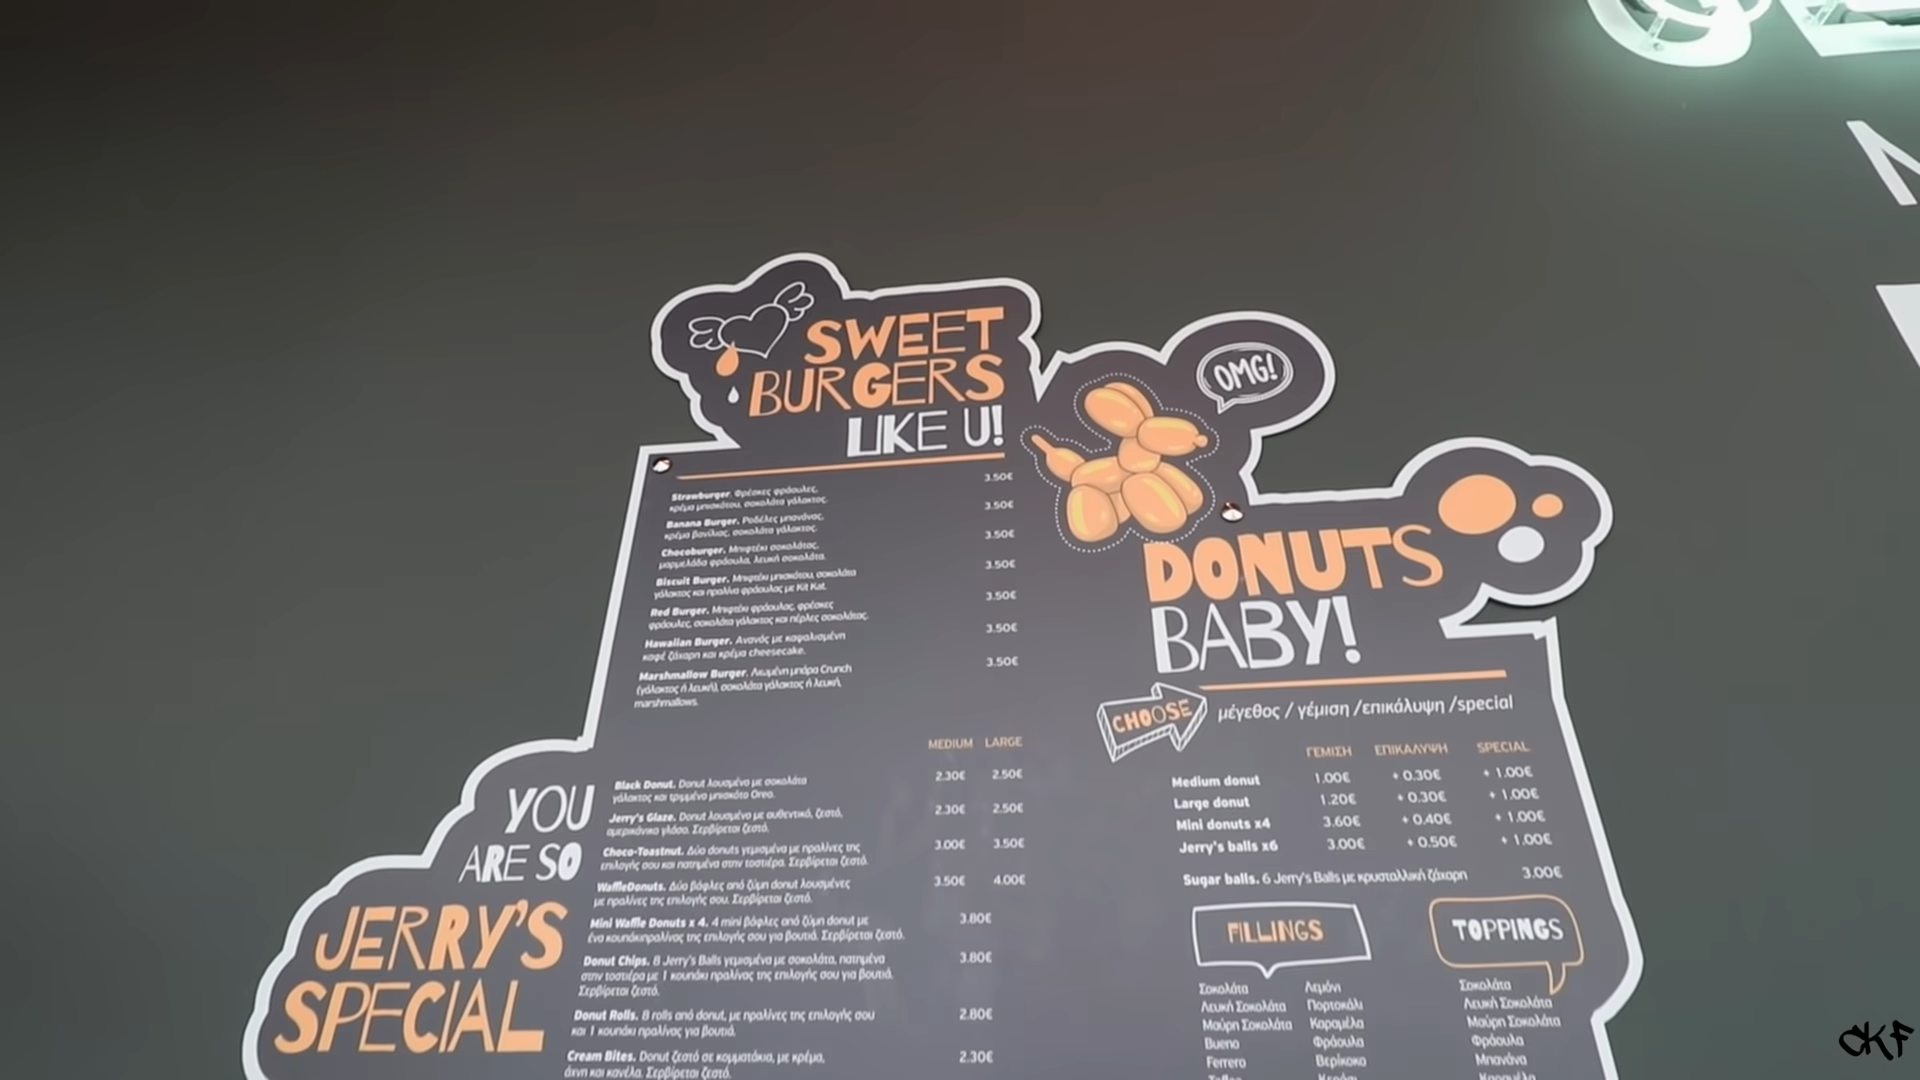 SWEET
BURGERS
LIKE U!
Strawburger. Φρέσκες φράουλες, 3.50€
κρέμα μπισκότου, σοκολάτα γάλακτος.
Banana Burger. Ροδέλες μπανάνας, 3.50€
κρέμα βανίλιας, σοκολάτα γάλακτος.
Chocoburger. Μπιφτέκι σοκολάτας, 3.50€
μαρμελάδα φράουλα, λευκή σοκολάτα.
Biscuit Burger. Μπιφτέκι μπισκότου, σοκολάτα 3.50€
γάλακτος και πραλίνα φράουλας με Kit Kat.
Red Burger. Μπιφτέκι φράουλας, φρέσκες 3.50€
φράουλες, σοκολάτα γάλακτος και πέρλες σοκολάτας.
Hawaiian Burger. Ανανάς με καραμελωμένη 3.50€
καφέ ζάχαρη και κρέμα cheesecake.
Marshmallow Burger. Λιωμένη μπάρα Crunch 3.50€
(γάλακτος ή λευκή), σοκολάτα γάλακτος ή λευκή,
marshmallows.
YOU
ARE SO
JERRY'S
SPECIAL
MEDIUM LARGE
Black Donut. Donut λουσμένο με σοκολάτα 2.30€ 2.50€
γάλακτος και τριμμένο μπισκότο Oreo.
Jerry's Glaze. Donut λουσμένο με αυθεντικό, ζεστό, 2.30€ 2.50€
αμερικάνικο γλάσο. Σερβίρεται ζεστό.
Choco-Toastnut. Δύο donuts γεμισμένα με πραλίνες της 3.00€ 3.50€
επιλογής σου και πατημένα στην τοστιέρα. Σερβίρεται ζεστό.
WaffleDonuts. Δύο βάφλες από ζύμη donut λουσμένες 3.50€ 4.00€
με πραλίνες της επιλογής σου. Σερβίρεται ζεστό.
Mini Waffle Donuts x 4. 4 mini βάφλες από ζύμη donut με 3.80€
ένα κουπάκιπραλίνας της επιλογής σου για βουτιά. Σερβίρεται ζεστό.
Donut Chips. 8 Jerry's Balls γεμισμένα με σοκολάτα, πατημένα 3.80€
στην τοστιέρα με 1 κουπάκι πραλίνας της επιλογής σου για βουτιά.
Σερβίρεται ζεστό.
Donut Rolls. 8 rolls από donut, με πραλίνες της επιλογής σου 2.80€
και 1 κουπάκι πραλίνας για βουτιά.
Cream Bites. Donut ζεστό σε κομματάκια, με κρέμα, 2.30€
άχνη και κανέλα. Σερβίρεται ζεστό.
OMG!
DONUTS
BABY!
CHOOSE μέγεθος / γέμιση /επικάλυψη /special
ΓΕΜΙΣΗ ΕΠΙΚΑΛΥΨΗ SPECIAL
Medium donut 1.00€ + 0.30€ + 1.00€
Large donut 1.20€ + 0.30€ + 1.00€
Mini donuts x4 3.60€ + 0.40€ + 1.00€
Jerry's balls x6 3.00€ + 0.50€ + 1.00€
Sugar balls. 6 Jerry's Balls με κρυσταλλική ζάχαρη 3.00€
FILLINGS
Σοκολάτα Λεμόνι
Λευκή Σοκολάτα Πορτοκάλι
Μαύρη Σοκολάτα Καραμέλα
Bueno Φράουλα
Ferrero Βερίκοκο
TOPPINGS
Σοκολάτα
Λευκή Σοκολάτα
Μαύρη Σοκολάτα
Φράουλα
Μπανάνα
Καραμέλα
CKF